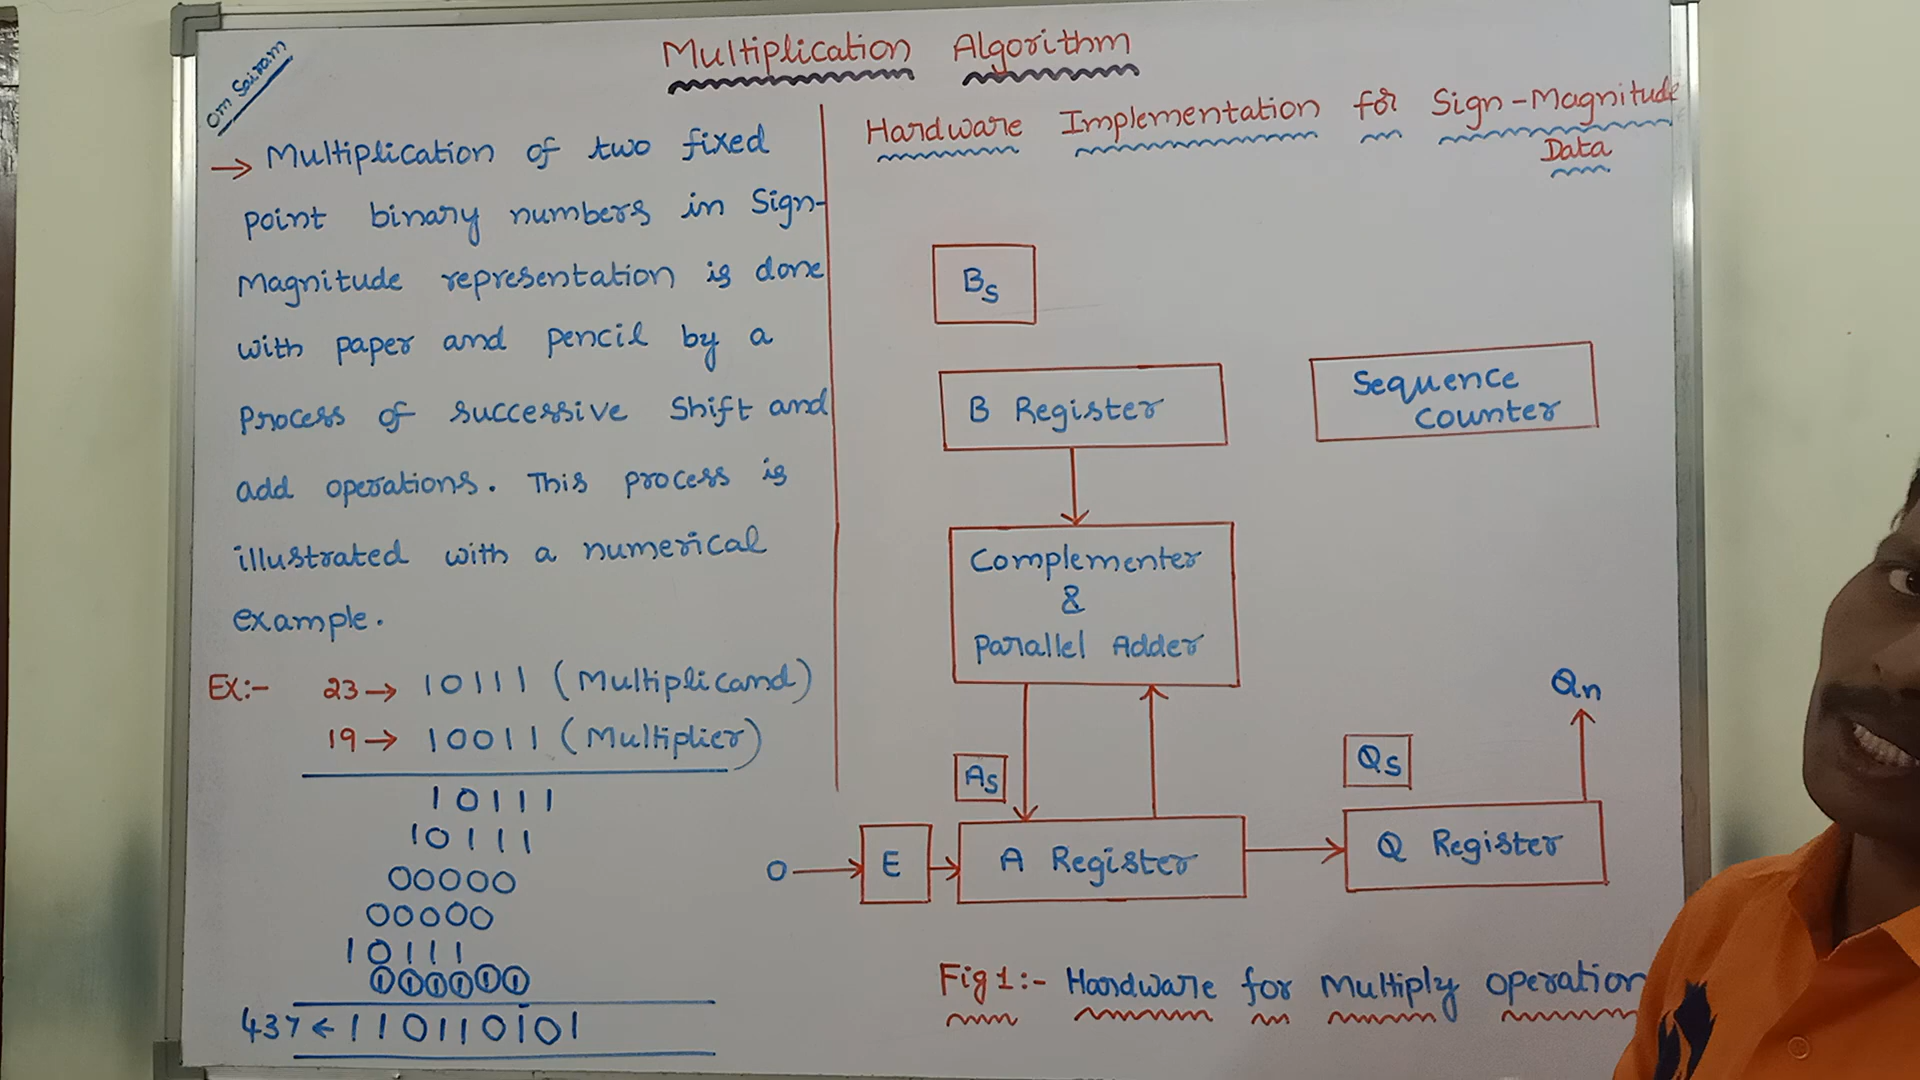 Om Sairam
Multiplication Algorithm
→ Multiplication of two fixed
point binary numbers in Sign-
Magnitude representation is done
with paper and pencil by a
Process of successive Shift and
add operations. This process is
illustrated with a numerical
example.
Ex:- 23 → 10111 (Multiplicand)
19 → 10011 (Multiplier)
10111
10111
00000
00000
10111
①①①①①①
437 ← 110110101
Hardware Implementation for Sign-Magnitude
Data
Bs
B Register
Sequence
Counter
Complementer
&
Parallel Adder
Qn
As
Qs
0 → E
A Register
Q Register
Fig 1:- Hardware for Multiply operation